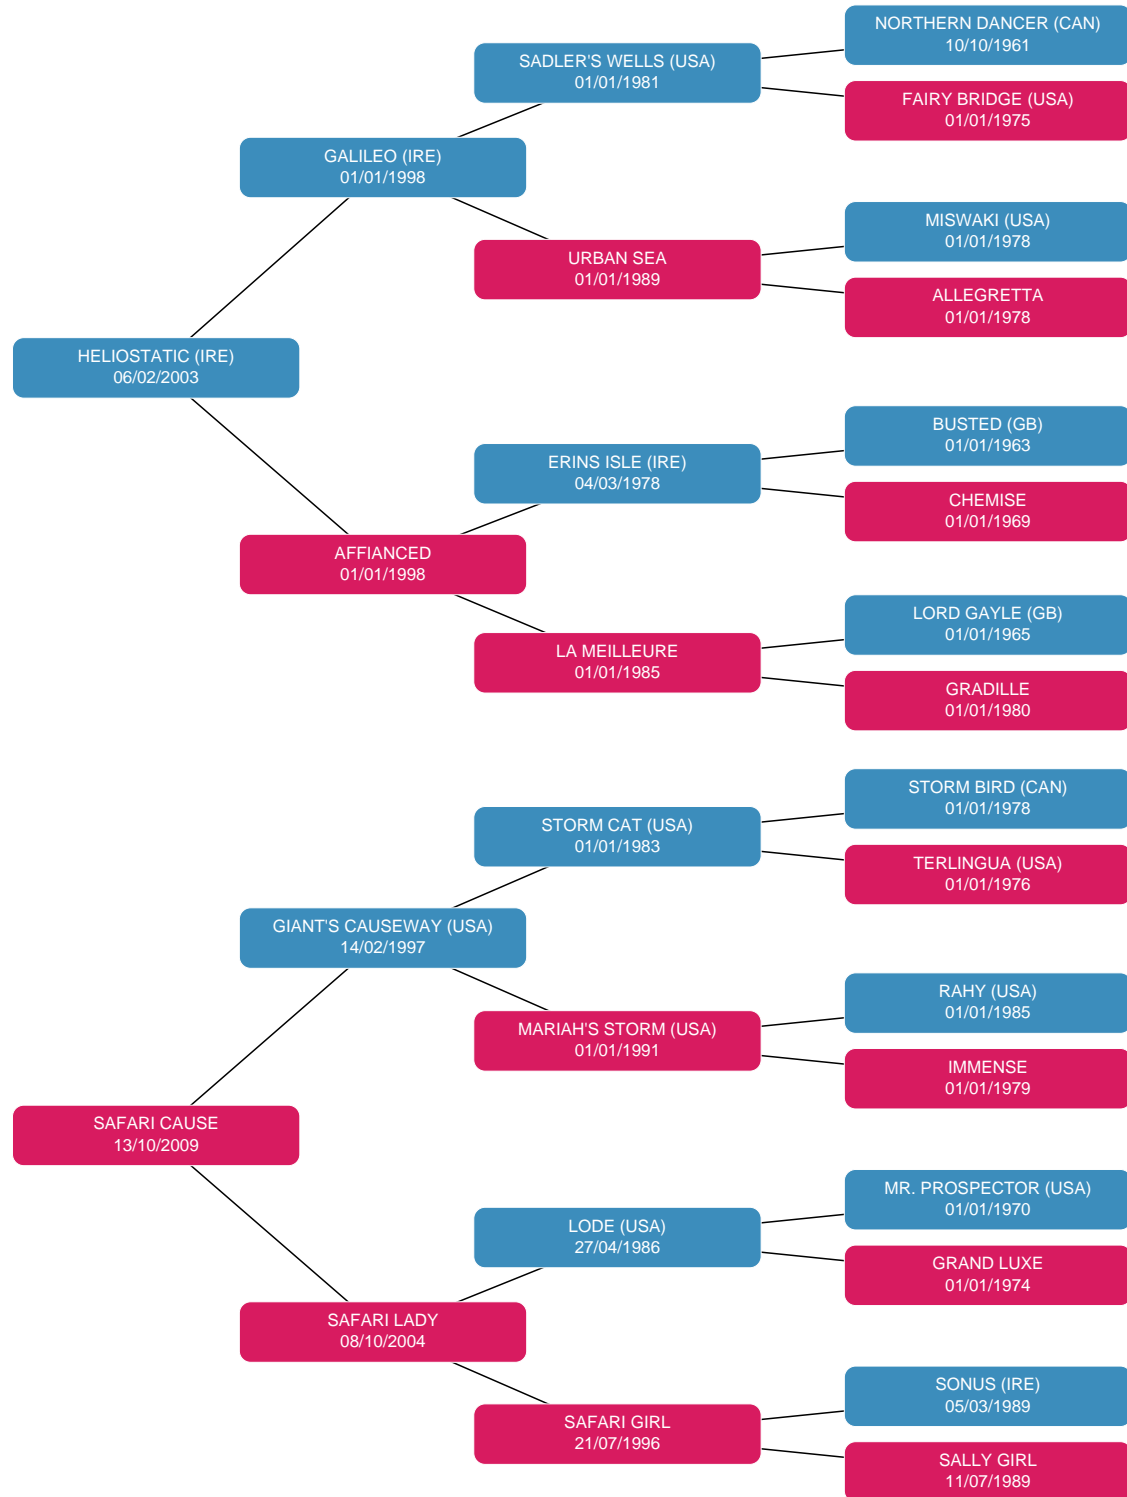 NORTHERN DANCER (CAN)
10/10/1961
SADLER'S WELLS (USA)
01/01/1981
FAIRY BRIDGE (USA)
01/01/1975
GALILEO (IRE)
01/01/1998
MISWAKI (USA)
01/01/1978
URBAN SEA
01/01/1989
ALLEGRETTA
01/01/1978
HELIOSTATIC (IRE)
06/02/2003
BUSTED (GB)
01/01/1963
ERINS ISLE (IRE)
04/03/1978
CHEMISE
01/01/1969
AFFIANCED
01/01/1998
LORD GAYLE (GB)
01/01/1965
LA MEILLEURE
01/01/1985
GRADILLE
01/01/1980
STORM BIRD (CAN)
01/01/1978
STORM CAT (USA)
01/01/1983
TERLINGUA (USA)
01/01/1976
GIANT'S CAUSEWAY (USA)
14/02/1997
RAHY (USA)
01/01/1985
MARIAH'S STORM (USA)
01/01/1991
IMMENSE
01/01/1979
SAFARI CAUSE
13/10/2009
MR. PROSPECTOR (USA)
01/01/1970
LODE (USA)
27/04/1986
GRAND LUXE
01/01/1974
SAFARI LADY
08/10/2004
SONUS (IRE)
05/03/1989
SAFARI GIRL
21/07/1996
SALLY GIRL
11/07/1989